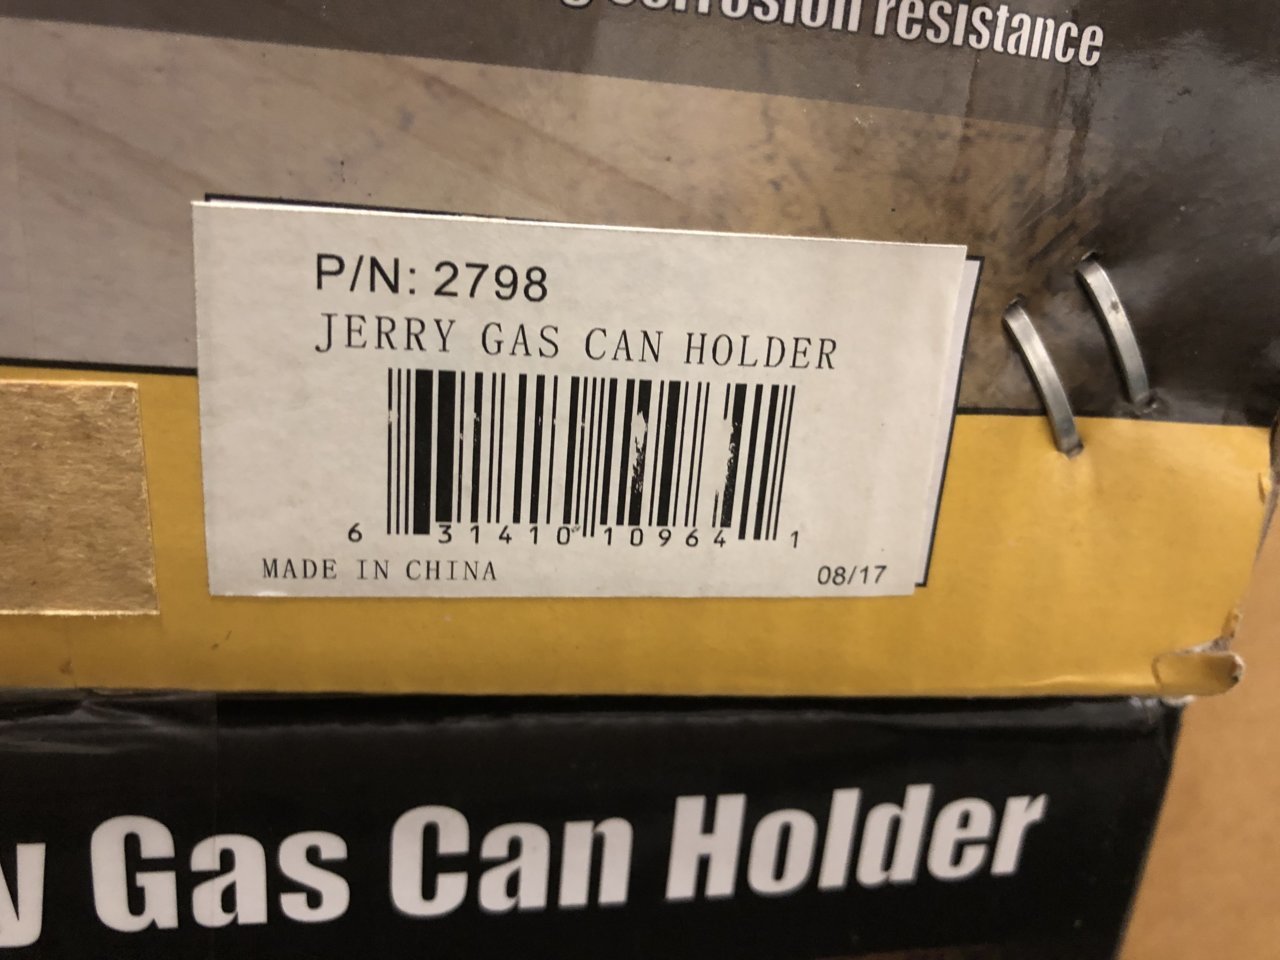 corrosion resistance
P/N: 2798
JERRY GAS CAN HOLDER
6 31410 10964 1
MADE IN CHINA
08/17
y Gas Can Holder